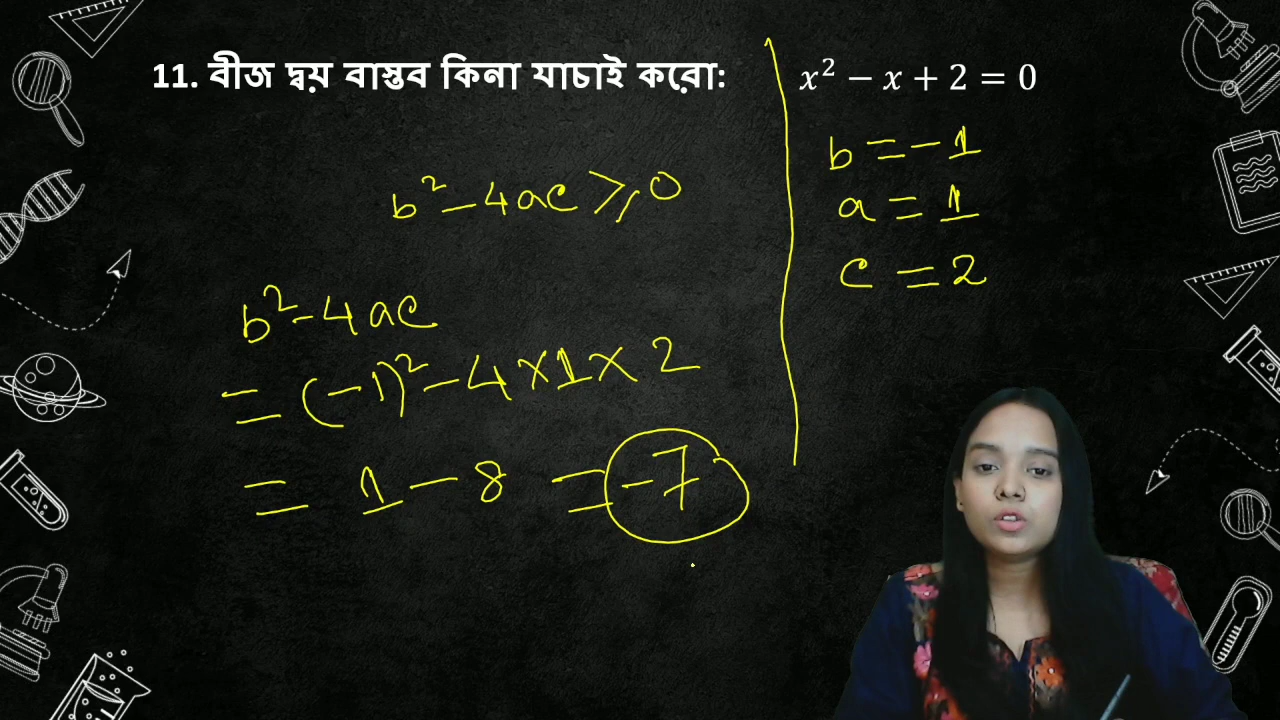 11. বীজ দ্বয় বাস্তব কিনা যাচাই করো:
x² − x + 2 = 0
b² − 4ac ⩾ 0
b² − 4ac
= (−1)² − 4×1×2
= 1 − 8 = −7
b = −1
a = 1
c = 2